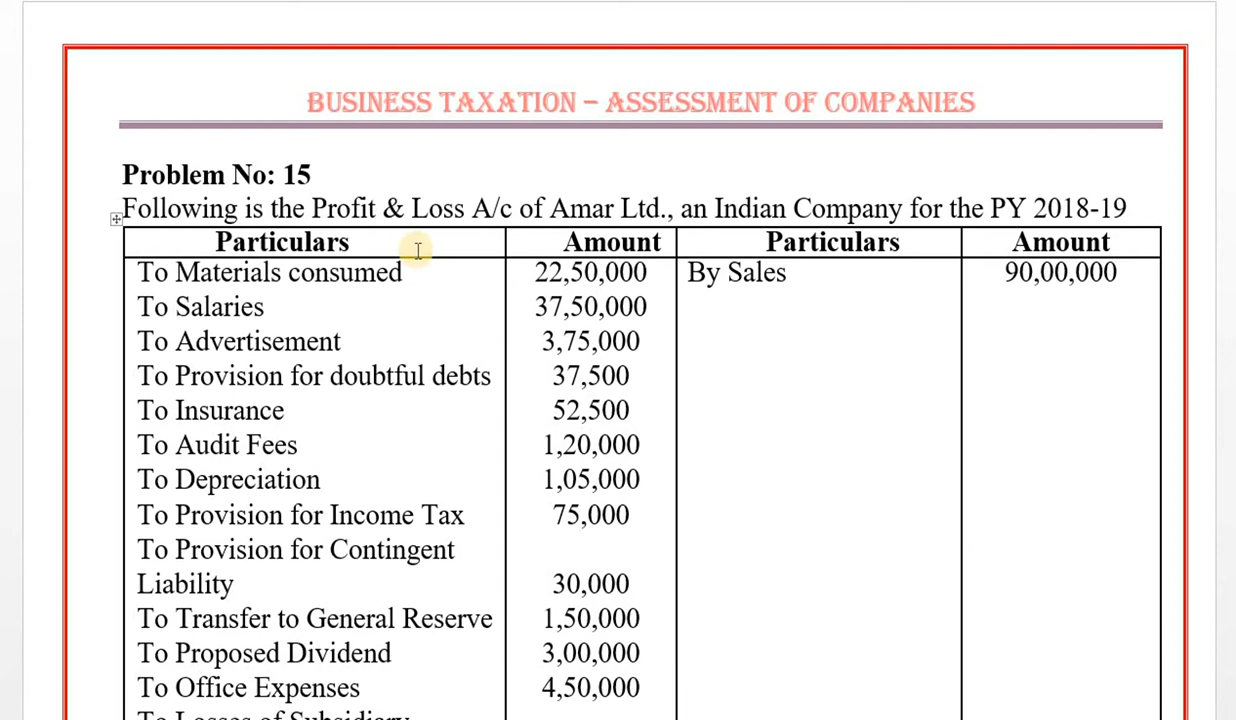 BUSINESS TAXATION – ASSESSMENT OF COMPANIES
Problem No: 15
Following is the Profit & Loss A/c of Amar Ltd., an Indian Company for the PY 2018-19
Particulars Amount Particulars Amount
To Materials consumed 22,50,000 By Sales 90,00,000
To Salaries 37,50,000
To Advertisement 3,75,000
To Provision for doubtful debts 37,500
To Insurance 52,500
To Audit Fees 1,20,000
To Depreciation 1,05,000
To Provision for Income Tax 75,000
To Provision for Contingent
Liability 30,000
To Transfer to General Reserve 1,50,000
To Proposed Dividend 3,00,000
To Office Expenses 4,50,000
To Losses of Subsidiary